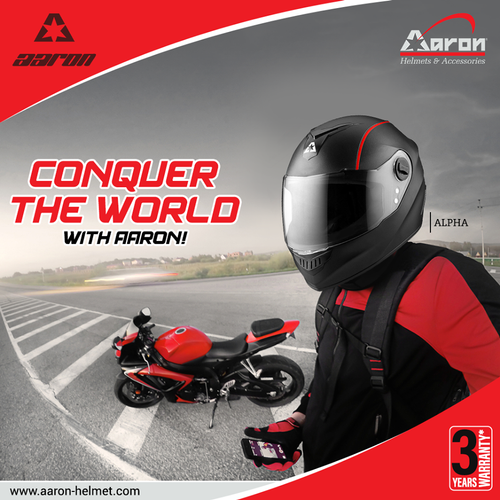 AARON
AARON
Helmets & Accessories
CONQUER
THE WORLD
WITH AARON!
ALPHA
3 YEARS WARRANTY*
www.aaron-helmet.com